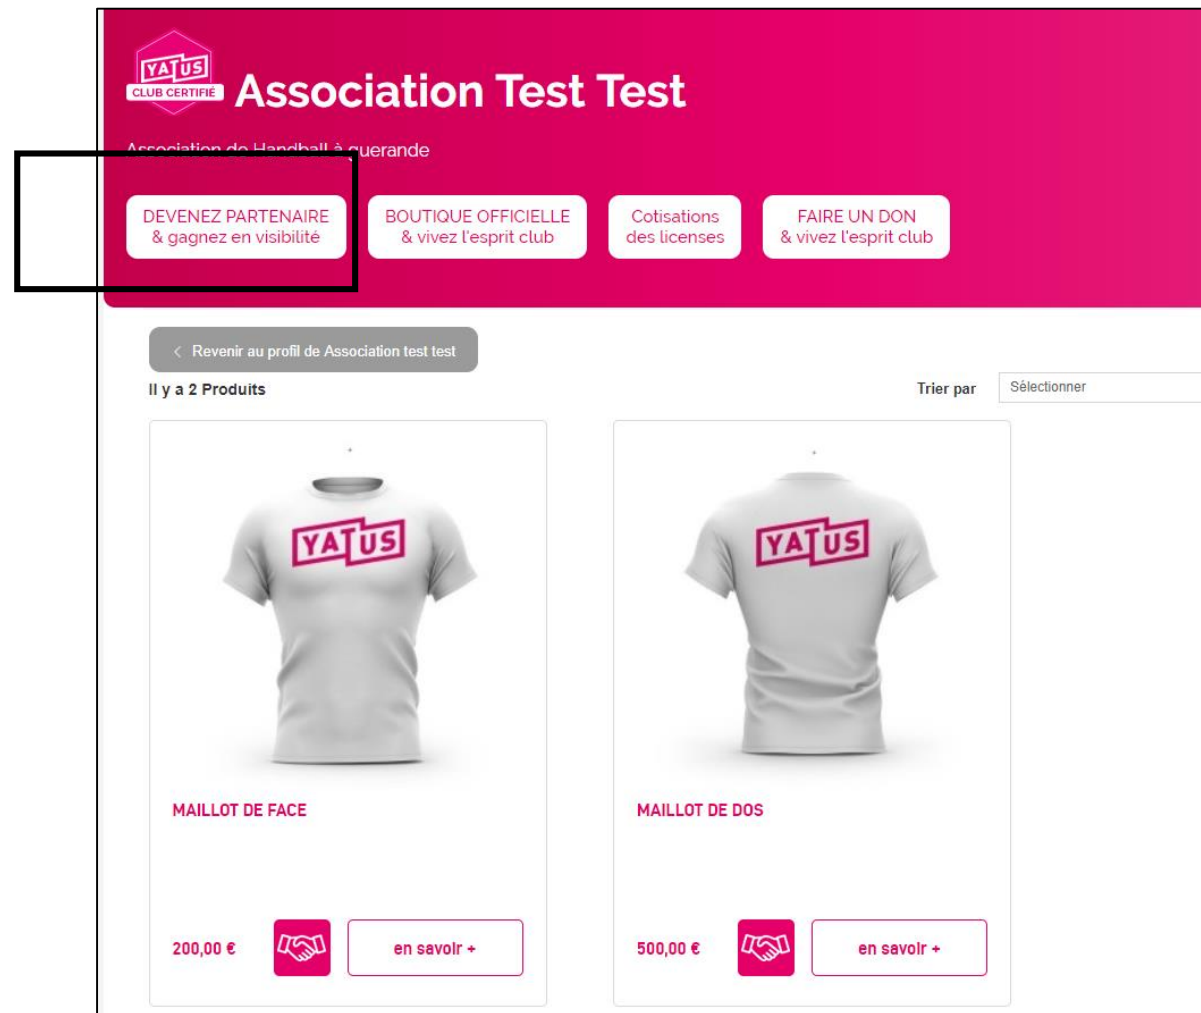 YATUS
CLUB CERTIFIÉ
Association Test Test
Association de Handball à guerande
DEVENEZ PARTENAIRE
& gagnez en visibilité
BOUTIQUE OFFICIELLE
& vivez l'esprit club
Cotisations
des licenses
FAIRE UN DON
& vivez l'esprit club
< Revenir au profil de Association test test
Il y a 2 Produits
Trier par
Sélectionner
YATUS
YATUS
MAILLOT DE FACE
MAILLOT DE DOS
200,00 €
en savoir +
500,00 €
en savoir +